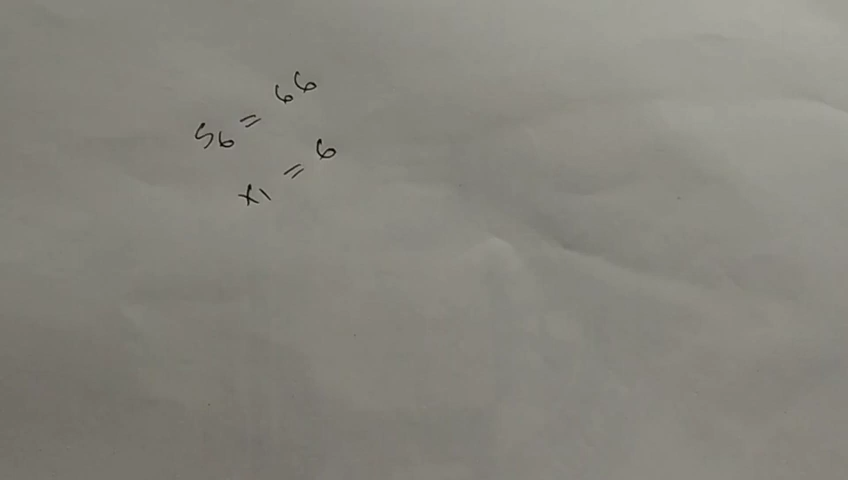 S6 = 66
x1 = 6